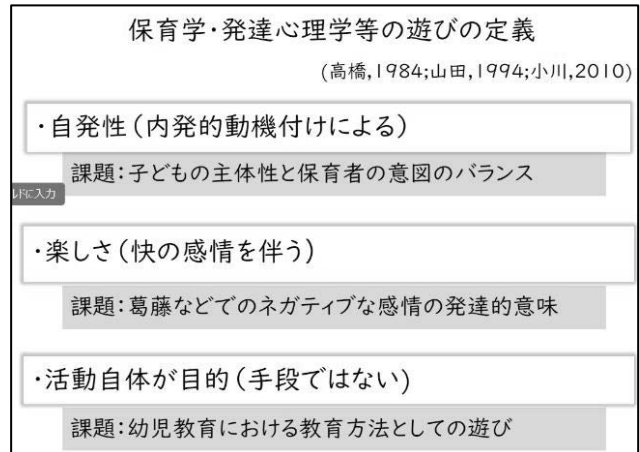 保育学・発達心理学等の遊びの定義
(高橋,1984;山田,1994;小川,2010)
・自発性(内発的動機付けによる)
課題:子どもの主体性と保育者の意図のバランス
ルドに入力
・楽しさ(快の感情を伴う)
課題:葛藤などでのネガティブな感情の発達的意味
・活動自体が目的(手段ではない)
課題:幼児教育における教育方法としての遊び